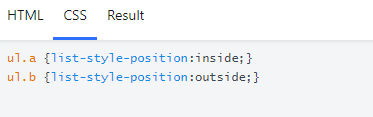 HTML CSS Result
ul.a {list-style-position:inside;}
ul.b {list-style-position:outside;}